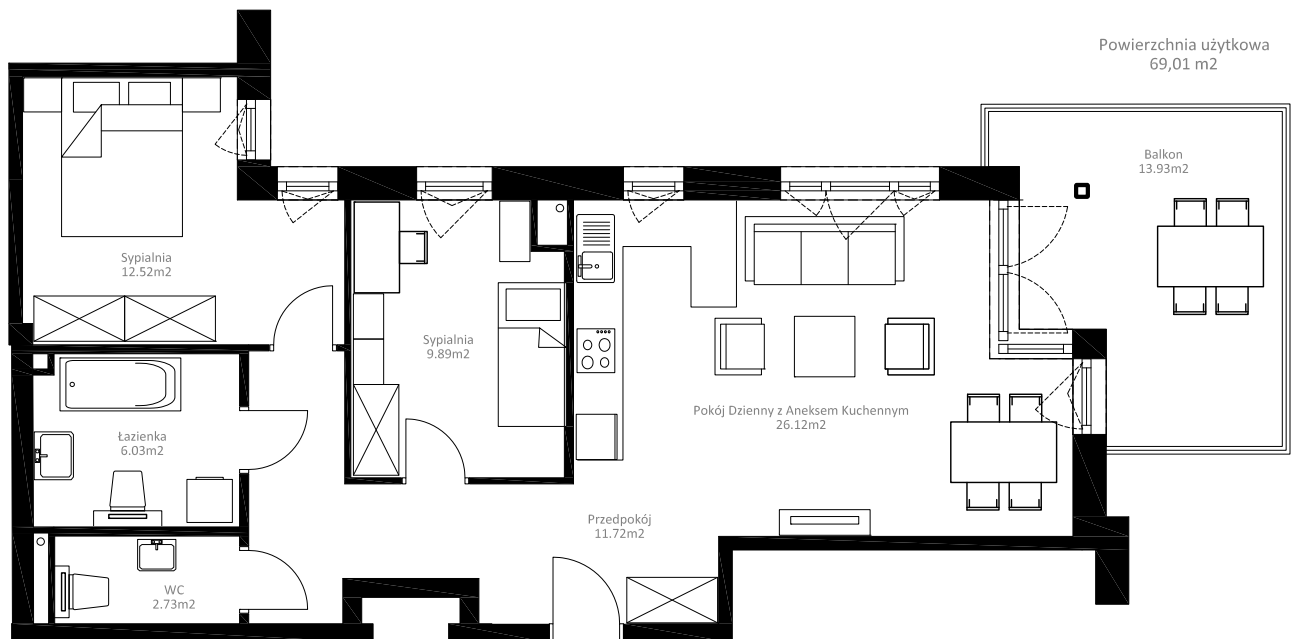 Powierzchnia użytkowa
69,01 m2
Balkon
13.93m2
Sypialnia
12.52m2
Sypialnia
9.89m2
Pokój Dzienny z Aneksem Kuchennym
26.12m2
Łazienka
6.03m2
Przedpokój
11.72m2
WC
2.73m2